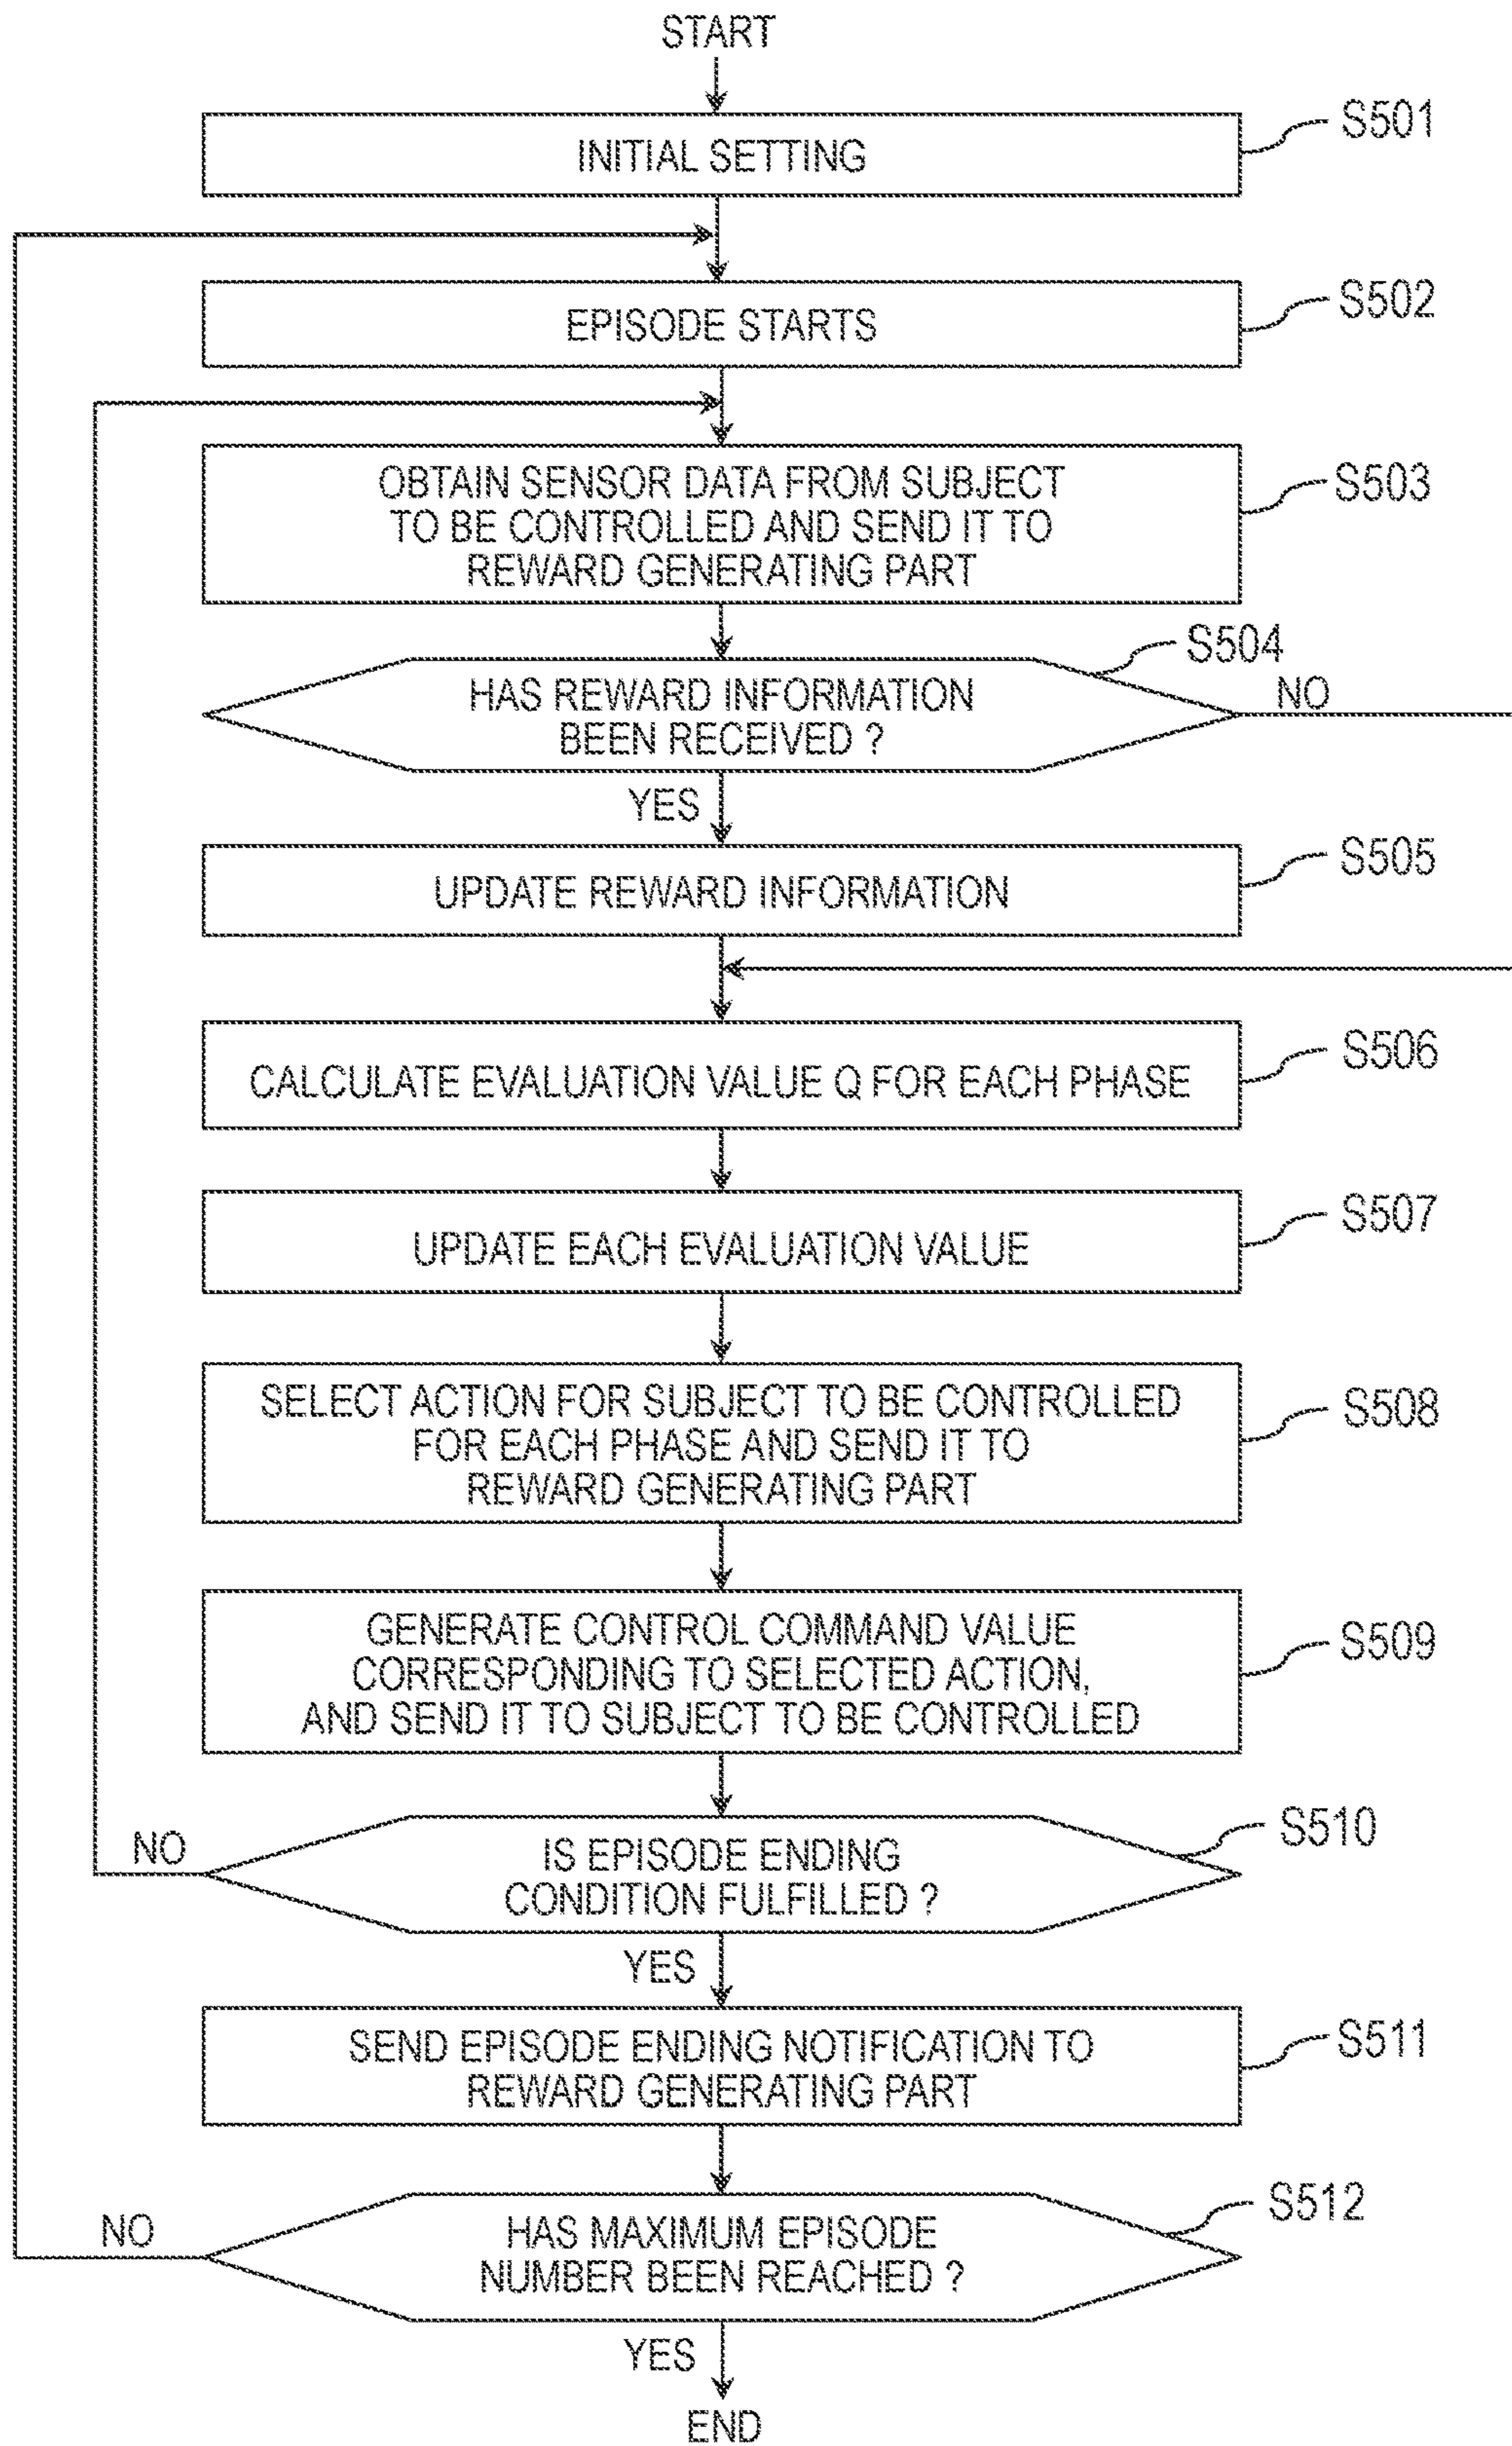 START
INITIAL SETTING
S501
EPISODE STARTS
S502
OBTAIN SENSOR DATA FROM SUBJECT
TO BE CONTROLLED AND SEND IT TO
REWARD GENERATING PART
S503
HAS REWARD INFORMATION
BEEN RECEIVED ?
S504
NO
YES
UPDATE REWARD INFORMATION
S505
CALCULATE EVALUATION VALUE Q FOR EACH PHASE
S506
UPDATE EACH EVALUATION VALUE
S507
SELECT ACTION FOR SUBJECT TO BE CONTROLLED
FOR EACH PHASE AND SEND IT TO
REWARD GENERATING PART
S508
GENERATE CONTROL COMMAND VALUE
CORRESPONDING TO SELECTED ACTION,
AND SEND IT TO SUBJECT TO BE CONTROLLED
S509
NO
IS EPISODE ENDING
CONDITION FULFILLED ?
S510
YES
SEND EPISODE ENDING NOTIFICATION TO
REWARD GENERATING PART
S511
NO
HAS MAXIMUM EPISODE
NUMBER BEEN REACHED ?
S512
YES
END